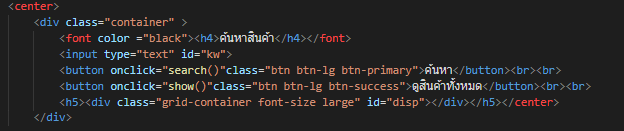 <center>
<div class="container" >
<font color ="black"><h4>ค้นหาสินค้า</h4></font>
<input type="text" id="kw">
<button onclick="search()"class="btn btn-lg btn-primary">ค้นหา</button><br><br>
<button onclick="show()"class="btn btn-lg btn-success">ดูสินค้าทั้งหมด</button><br><br>
<h5><div class="grid-container font-size large" id="disp"></div></h5></center>
</div>